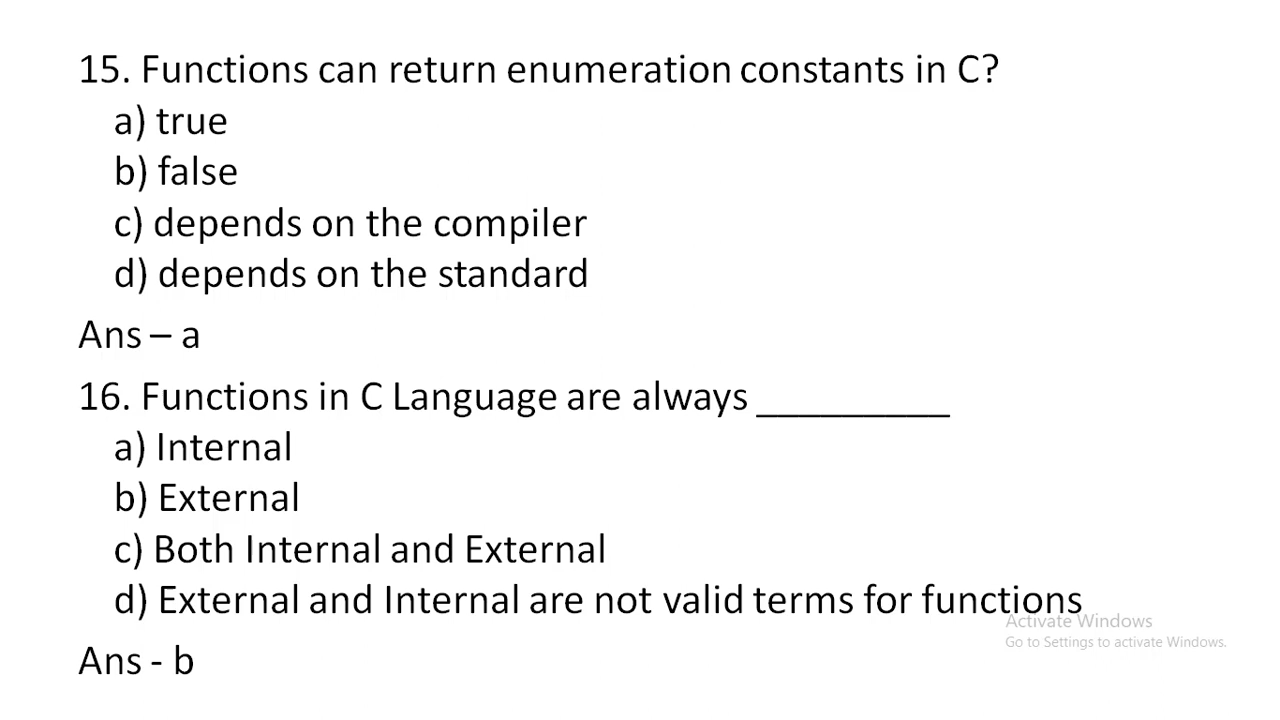 15. Functions can return enumeration constants in C?
a) true
b) false
c) depends on the compiler
d) depends on the standard
Ans – a
16. Functions in C Language are always _________
a) Internal
b) External
c) Both Internal and External
d) External and Internal are not valid terms for functions
Activate Windows
Go to Settings to activate Windows.
Ans - b